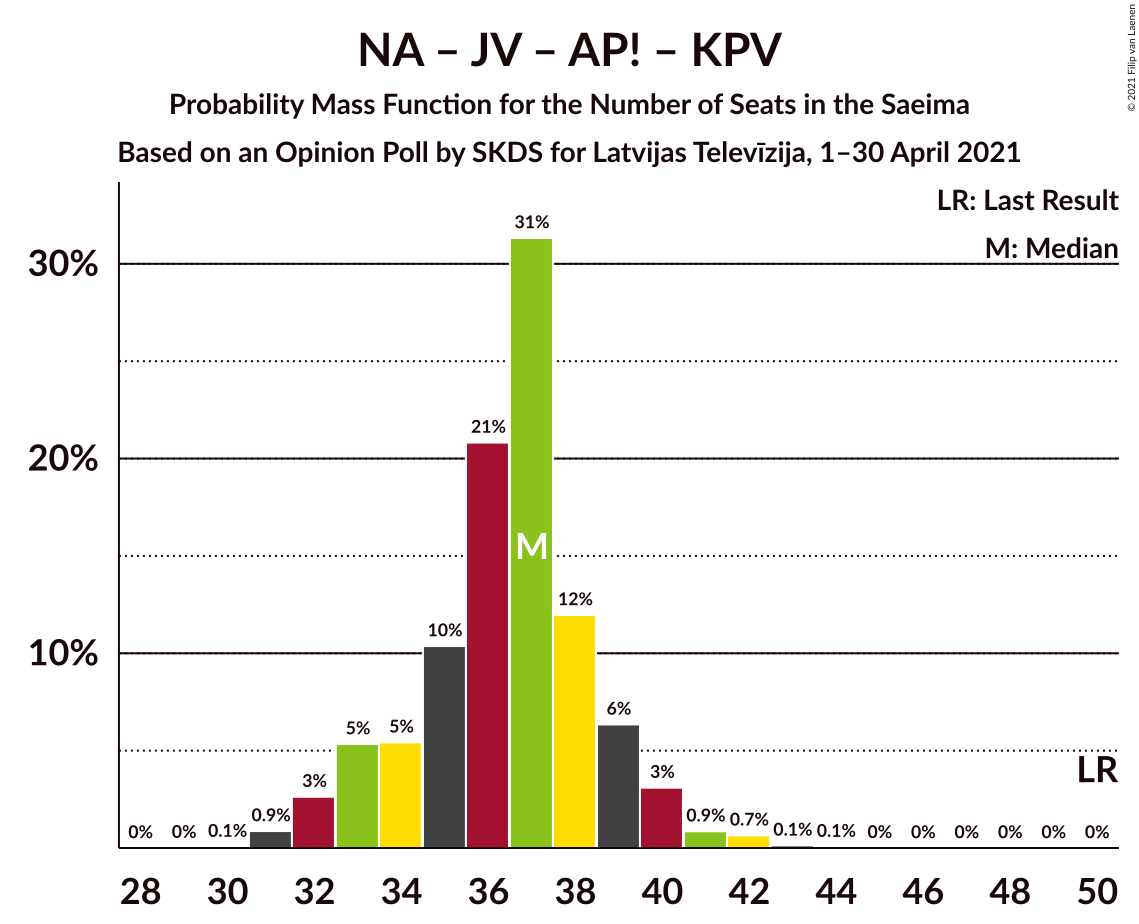 NA – JV – AP! – KPV
Probability Mass Function for the Number of Seats in the Saeima
Based on an Opinion Poll by SKDS for Latvijas Televīzija, 1–30 April 2021
© 2021 Filip van Laenen
LR: Last Result
M: Median
30%
20%
10%
0% 0% 0.1% 0.9% 3% 5% 5% 10% 21% 31% 12% 6% 3% 0.9% 0.7% 0.1% 0.1% 0% 0% 0% 0% 0% 0%
M
LR
28 30 32 34 36 38 40 42 44 46 48 50